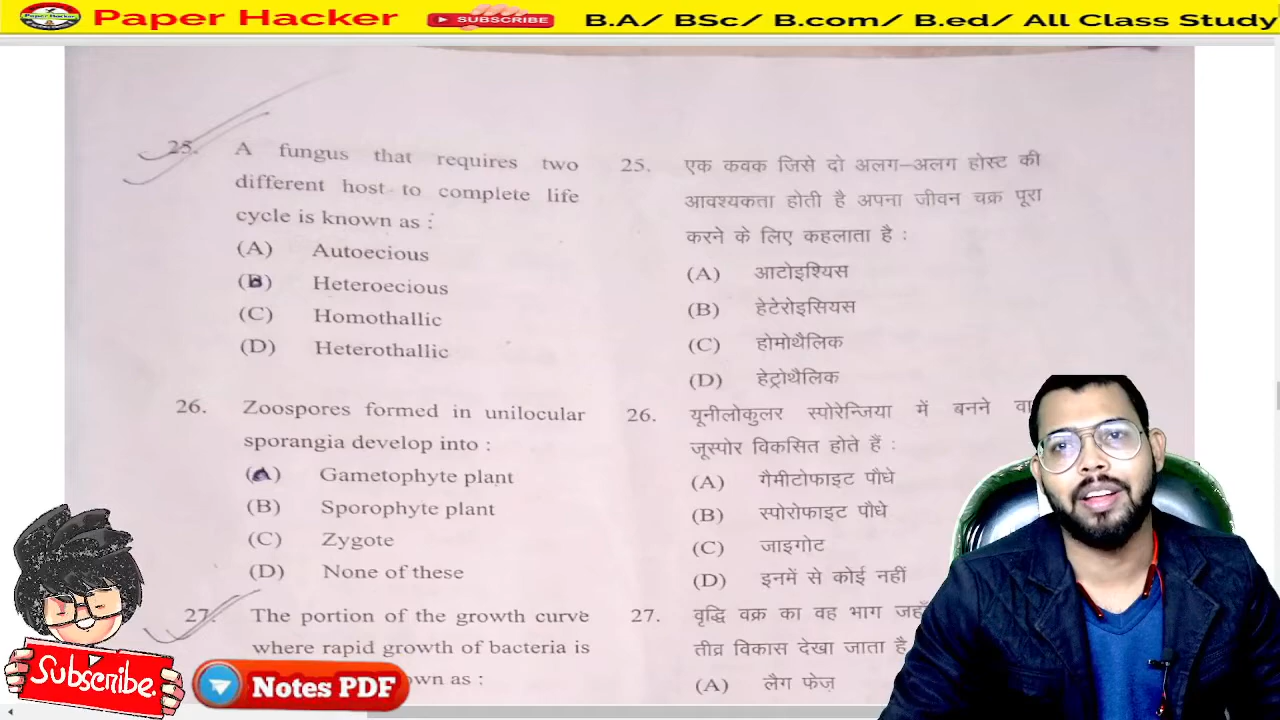 Paper Hacker
SUBSCRIBE
B.A/ BSc/ B.com/ B.ed/ All Class Study
25. A fungus that requires two
different host to complete life
cycle is known as :
(A) Autoecious
(B) Heteroecious
(C) Homothallic
(D) Heterothallic
26. Zoospores formed in unilocular
sporangia develop into :
(A) Gametophyte plant
(B) Sporophyte plant
(C) Zygote
(D) None of these
27. The portion of the growth curve
where rapid growth of bacteria is
own as :
25. एक कवक जिसे दो अलग–अलग होस्ट की
आवश्यकता होती है अपना जीवन चक्र पूरा
करने के लिए कहलाता है :
(A) आटोइश्यिस
(B) हेटेरोइसियस
(C) होमोथैलिक
(D) हेट्रोथैलिक
26. यूनीलोकुलर स्पोरेन्जिया में बनने वा
जूस्पोर विकसित होते हैं :
(A) गैमीटोफाइट पौधे
(B) स्पोरोफाइट पौधे
(C) जाइगोट
(D) इनमें से कोई नहीं
27. वृद्धि वक्र का वह भाग जहाँ
तीव्र विकास देखा जाता है
(A) लैग फेज़
Subscribe.
Notes PDF